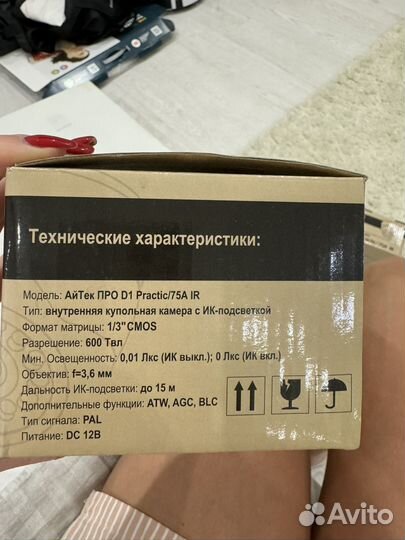 Технические характеристики:
Модель: АйТек ПРО D1 Practic/75A IR
Тип: внутренняя купольная камера с ИК-подсветкой
Формат матрицы: 1/3"CMOS
Разрешение: 600 Твл
Мин. Освещенность: 0,01 Лкс (ИК выкл.); 0 Лкс (ИК вкл.)
Объектив: f=3,6 мм
Дальность ИК-подсветки: до 15 м
Дополнительные функции: ATW, AGC, BLC
Тип сигнала: PAL
Питание: DC 12В
Avito